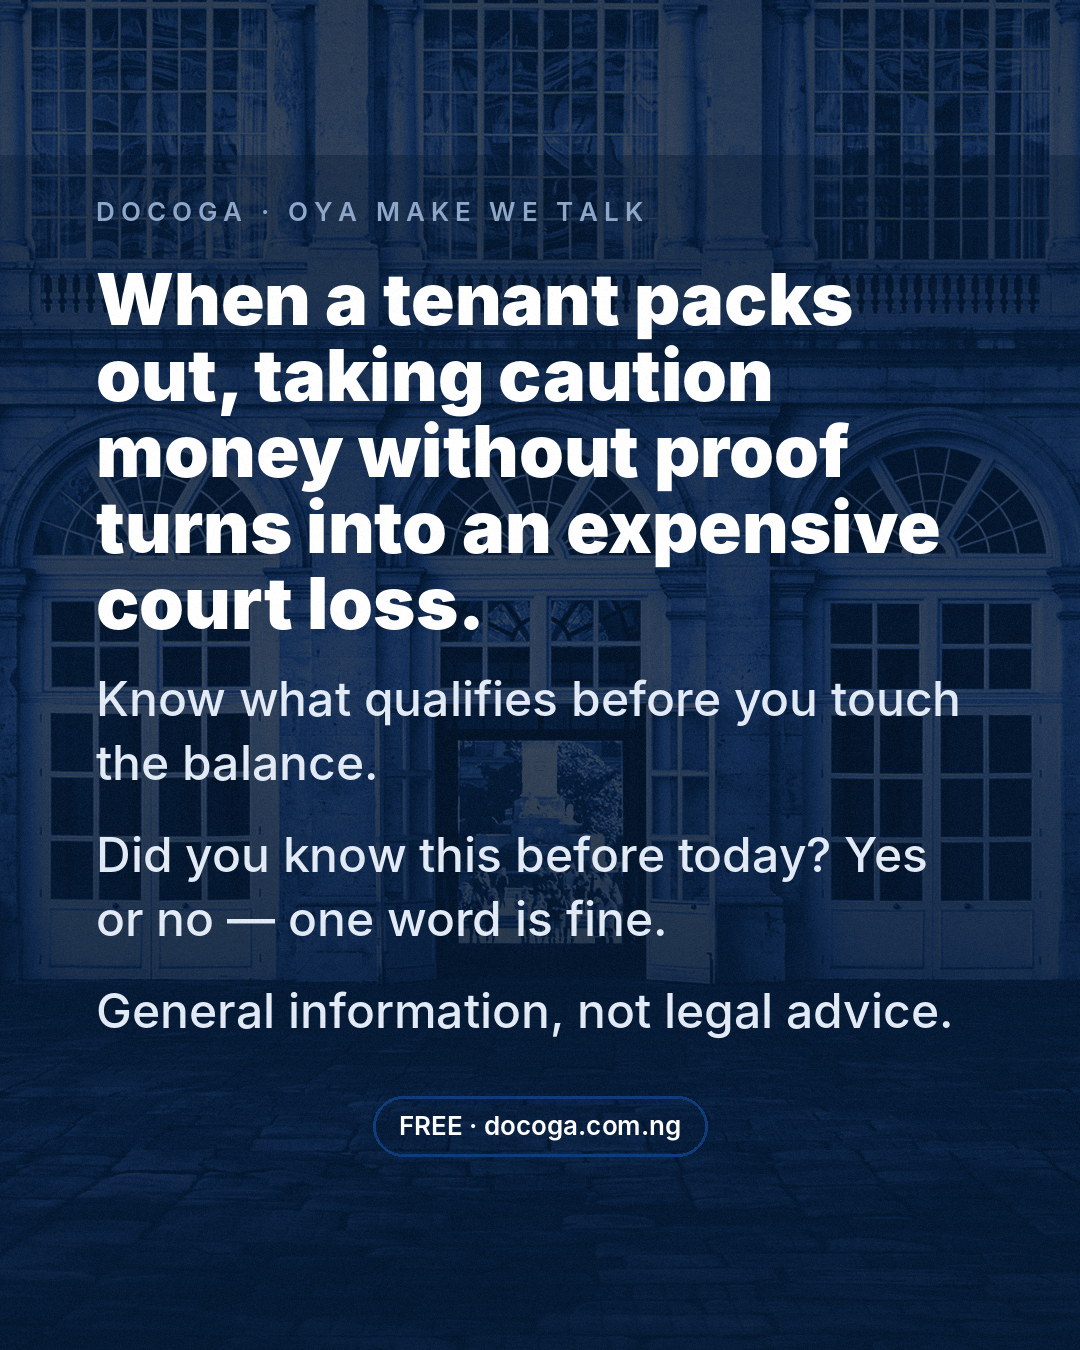 DOCOGA · OYA MAKE WE TALK
When a tenant packs
out, taking caution
money without proof
turns into an expensive
court loss.
Know what qualifies before you touch
the balance.
Did you know this before today? Yes
or no — one word is fine.
General information, not legal advice.
FREE · docoga.com.ng